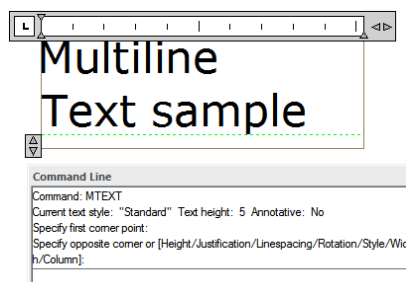 L
Multiline
Text sample
Command Line
Command: MTEXT
Current text style: "Standard" Text height: 5 Annotative: No
Specify first corner point:
Specify opposite corner or [Height/Justification/Linespacing/Rotation/Style/Wid
h/Column]: